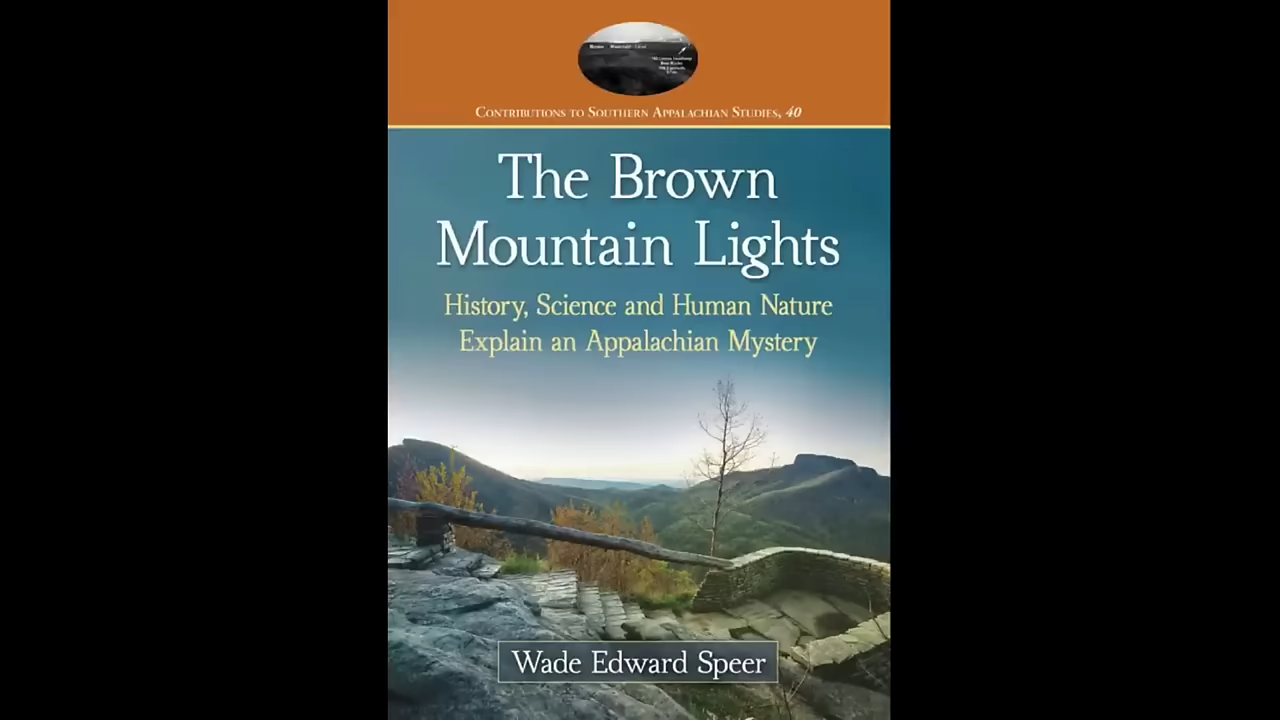 Contributions to Southern Appalachian Studies, 40
The Brown
Mountain Lights
History, Science and Human Nature
Explain an Appalachian Mystery
Wade Edward Speer